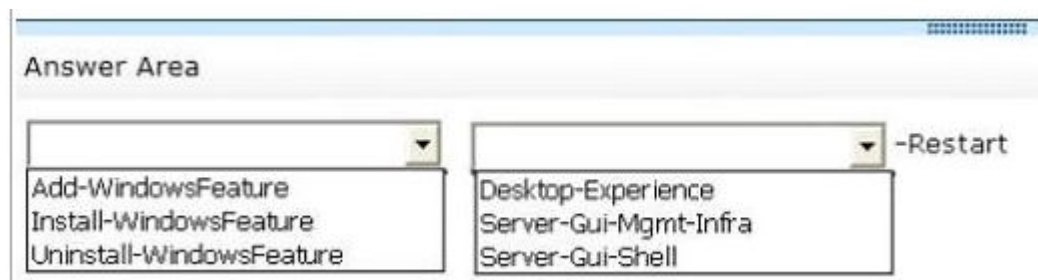 Answer Area
-Restart
Add-WindowsFeature
Install-WindowsFeature
Uninstall-WindowsFeature
Desktop-Experience
Server-Gui-Mgmt-Infra
Server-Gui-Shell